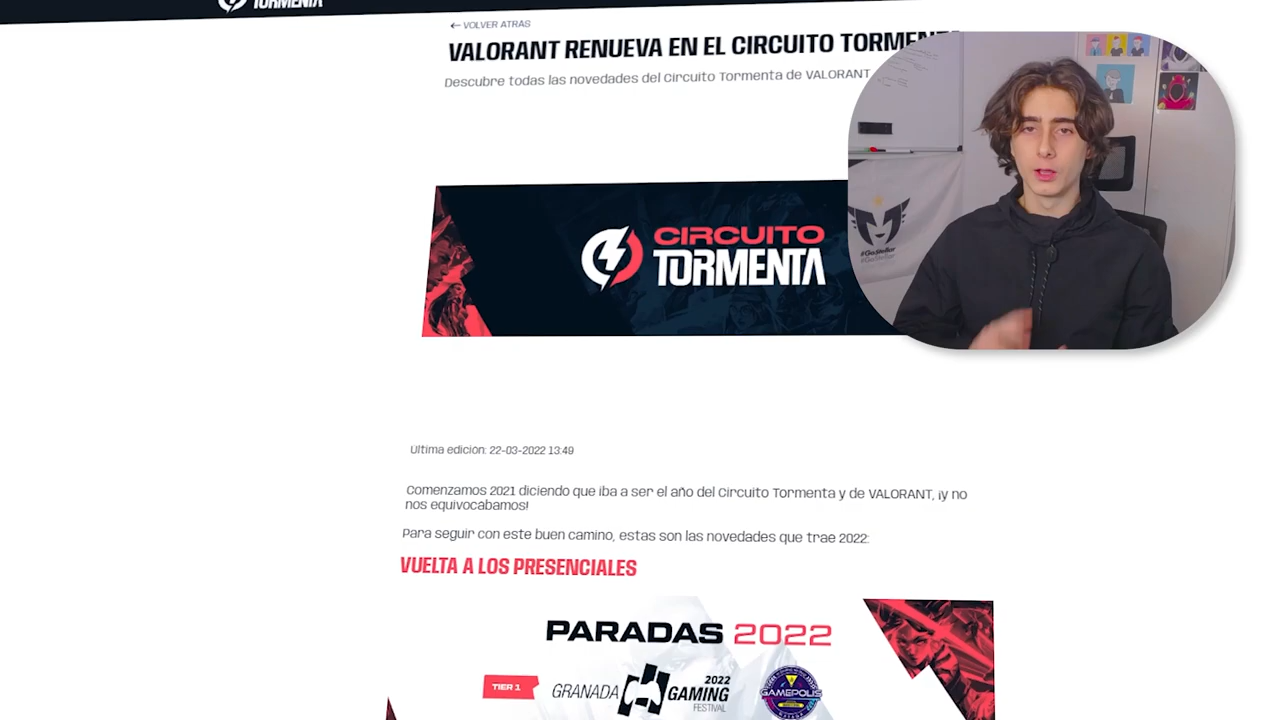 TORMENTA
← VOLVER ATRÁS
VALORANT RENUEVA EN EL CIRCUITO TORMENTA
Descubre todas las novedades del Circuito Tormenta de VALORANT
CIRCUITO
TORMENTA
#GoStellar
#GoStellar
Última edición: 22-03-2022 13:49
Comenzamos 2021 diciendo que iba a ser el año del Circuito Tormenta y de VALORANT, ¡y no
nos equivocábamos!
Para seguir con este buen camino, estas son las novedades que trae 2022:
VUELTA A LOS PRESENCIALES
PARADAS 2022
TIER 1
GRANADA
2022
GAMING
FESTIVAL
GAMEPOLIS